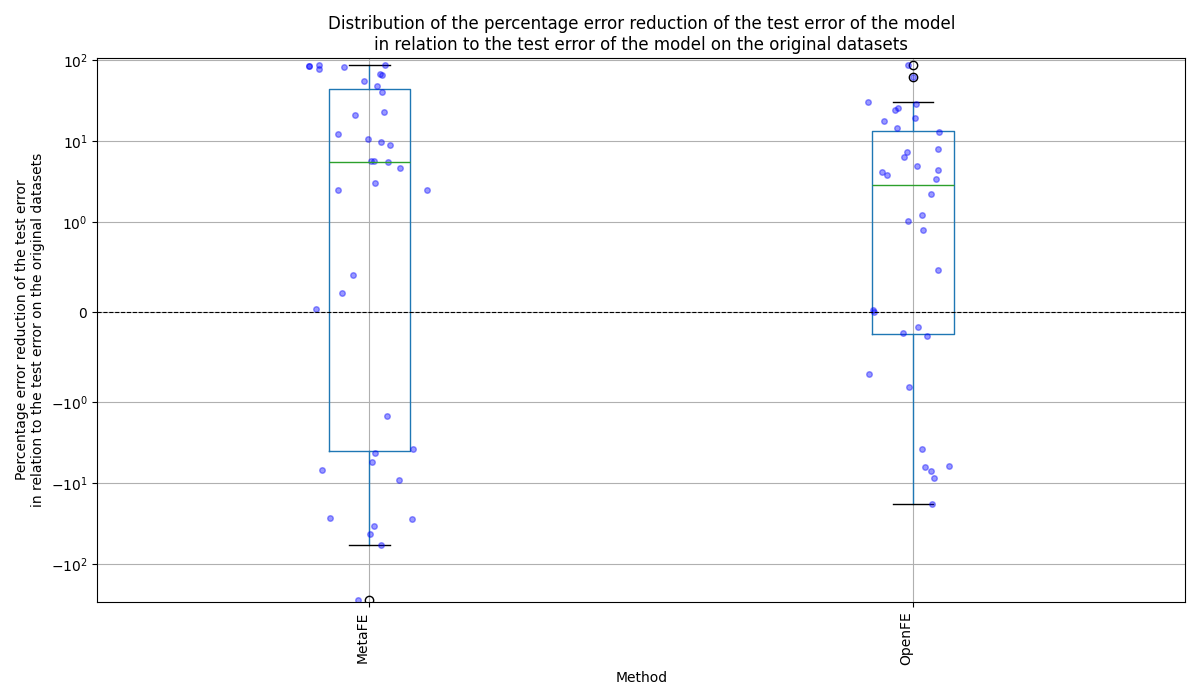 Distribution of the percentage error reduction of the test error of the model
in relation to the test error of the model on the original datasets
Percentage error reduction of the test error
in relation to the test error on the original datasets
10²
10¹
10⁰
0
−10⁰
−10¹
−10²
MetaFE
OpenFE
Method